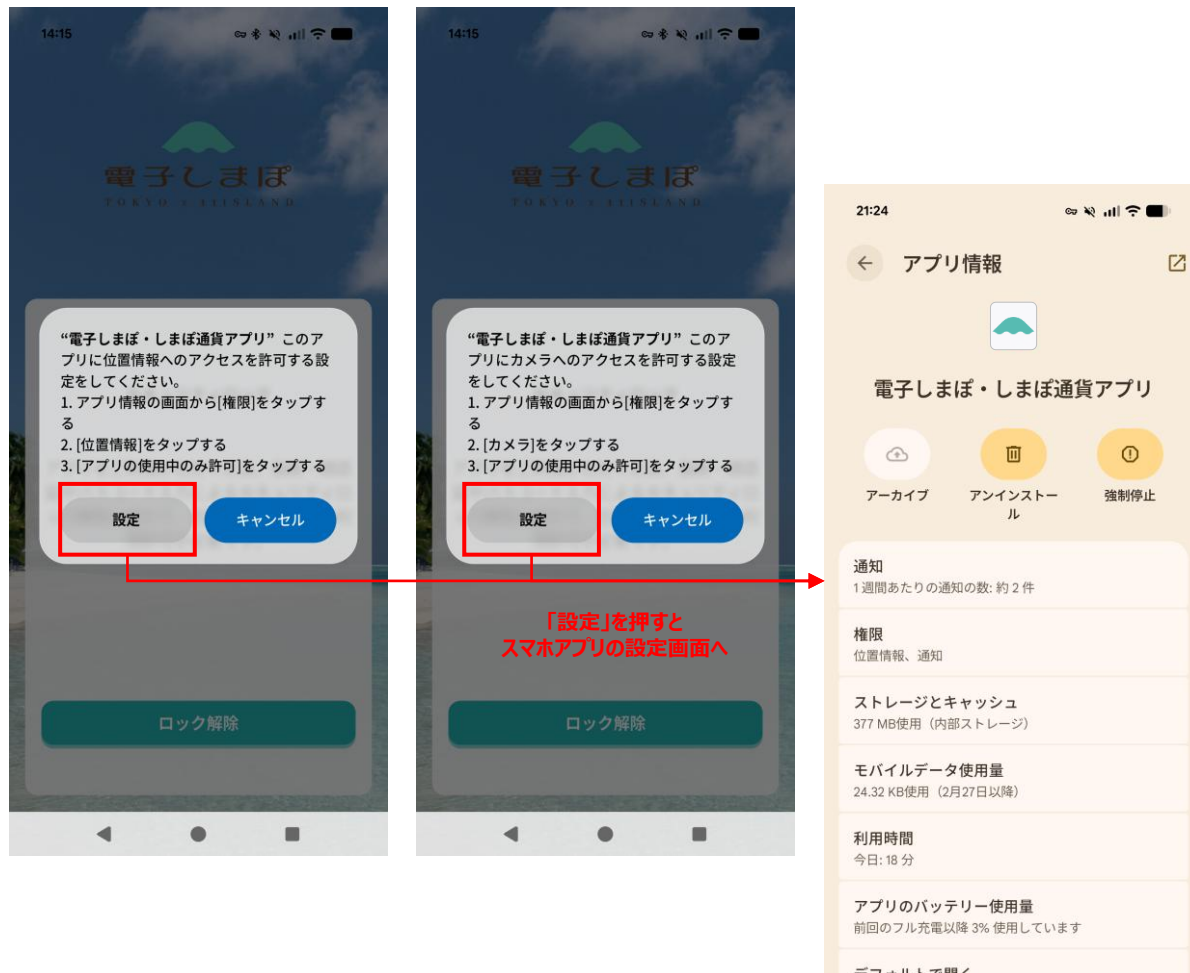 14:15
電子しまぽ
TOKYO
“電子しまぽ・しまぽ通貨アプリ” このア
プリに位置情報へのアクセスを許可する設
定をしてください。
1. アプリ情報の画面から[権限]をタップす
る
2. [位置情報]をタップする
3. [アプリの使用中のみ許可]をタップする
設定
キャンセル
ロック解除
14:15
電子しまぽ
TOKYO
“電子しまぽ・しまぽ通貨アプリ” このア
プリにカメラへのアクセスを許可する設定
をしてください。
1. アプリ情報の画面から[権限]をタップす
る
2. [カメラ]をタップする
3. [アプリの使用中のみ許可]をタップする
設定
キャンセル
「設定」を押すと
スマホアプリの設定画面へ
ロック解除
21:24
アプリ情報
電子しまぽ・しまぽ通貨アプリ
アーカイブ
アンインストー
ル
強制停止
通知
1 週間あたりの通知の数: 約 2 件
権限
位置情報、通知
ストレージとキャッシュ
377 MB使用（内部ストレージ）
モバイルデータ使用量
24.32 KB使用（2月27日以降）
利用時間
今日: 18 分
アプリのバッテリー使用量
前回のフル充電以降 3% 使用しています